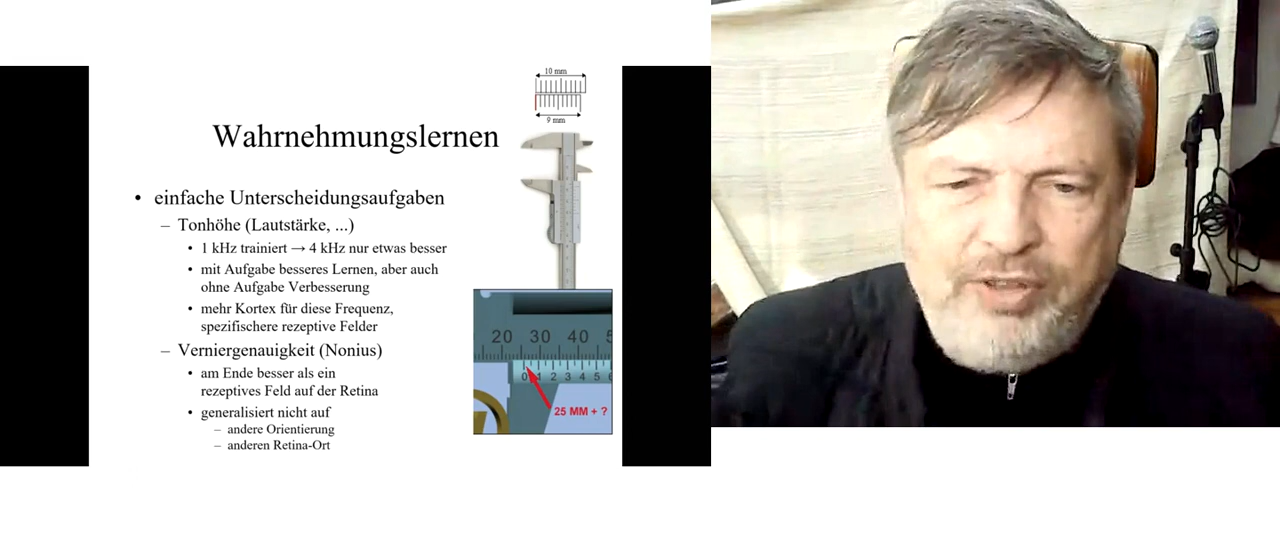 10 mm
9 mm
Wahrnehmungslernen
• einfache Unterscheidungsaufgaben
– Tonhöhe (Lautstärke, ...)
• 1 kHz trainiert → 4 kHz nur etwas besser
• mit Aufgabe besseres Lernen, aber auch
ohne Aufgabe Verbesserung
• mehr Kortex für diese Frequenz,
spezifischere rezeptive Felder
– Verniergenauigkeit (Nonius)
• am Ende besser als ein
rezeptives Feld auf der Retina
• generalisiert nicht auf
– andere Orientierung
– anderen Retina-Ort
20 30 40 5
0 1 2 3 4 5 6
25 MM + ?